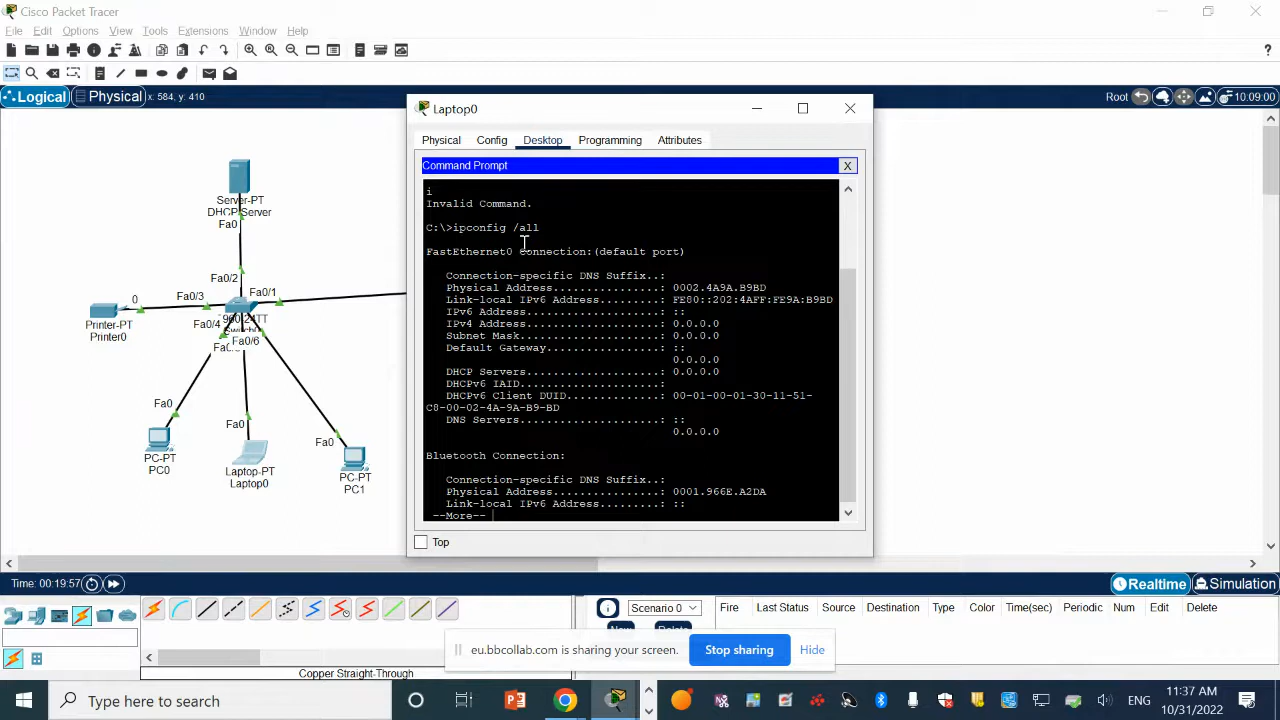 Cisco Packet Tracer
File Edit Options View Tools Extensions Window Help
?
Logical Physical x: 584, y: 410
Root 10:09:00
Server-PT
DHCP Server
Fa0
Fa0/2
Fa0/3
Fa0/1
0
Printer-PT
Printer0
Fa0/4
Fa0/6
Fa0
Fa0
Fa0
PC-PT
PC0
Laptop-PT
Laptop0
PC-PT
PC1
Laptop0
Physical Config Desktop Programming Attributes
Command Prompt X
i
Invalid Command.
C:\>ipconfig /all
FastEthernet0 Connection:(default port)
Connection-specific DNS Suffix..:
Physical Address................: 0002.4A9A.B9BD
Link-local IPv6 Address.........: FE80::202:4AFF:FE9A:B9BD
IPv6 Address....................: ::
IPv4 Address....................: 0.0.0.0
Subnet Mask.....................: 0.0.0.0
Default Gateway.................: ::
0.0.0.0
DHCP Servers....................: 0.0.0.0
DHCPv6 IAID.....................:
DHCPv6 Client DUID..............: 00-01-00-01-30-11-51-
C8-00-02-4A-9A-B9-BD
DNS Servers.....................: ::
0.0.0.0
Bluetooth Connection:
Connection-specific DNS Suffix..:
Physical Address................: 0001.966E.A2DA
Link-local IPv6 Address.........: ::
--More--
Top
Time: 00:19:57
Realtime Simulation
Scenario 0
Fire Last Status Source Destination Type Color Time(sec) Periodic Num Edit Delete
New Delete
eu.bbcollab.com is sharing your screen. Stop sharing Hide
Copper Straight-Through
Type here to search
ENG
11:37 AM
10/31/2022